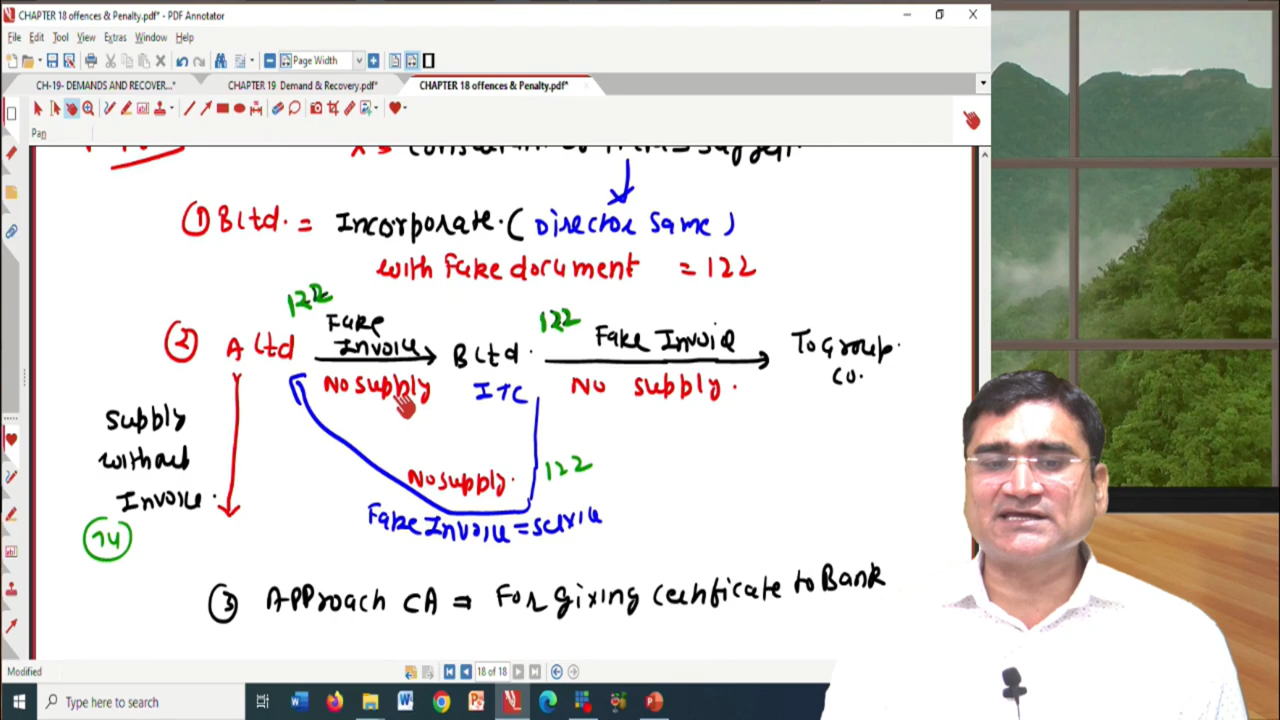 CHAPTER 18 offences & Penalty.pdf* - PDF Annotator
File Edit Tool View Extras Window Help
Page Width
CH-19- DEMANDS AND RECOVER...*
CHAPTER 19 Demand & Recovery.pdf*
CHAPTER 18 offences & Penalty.pdf*
Pan
① B Ltd. = Incorporate. (Director Same)
with Fake document = 122
122
Fake Invoice
122
Fake Invoice
② A Ltd
B Ltd.
To Group. co.
No supply
ITC
No supply.
Supply without Invoice.
No supply.
122
Fake Invoice =
74
③ Approach CA = For giving certificate to Bank
Modified
18 of 18
Type here to search